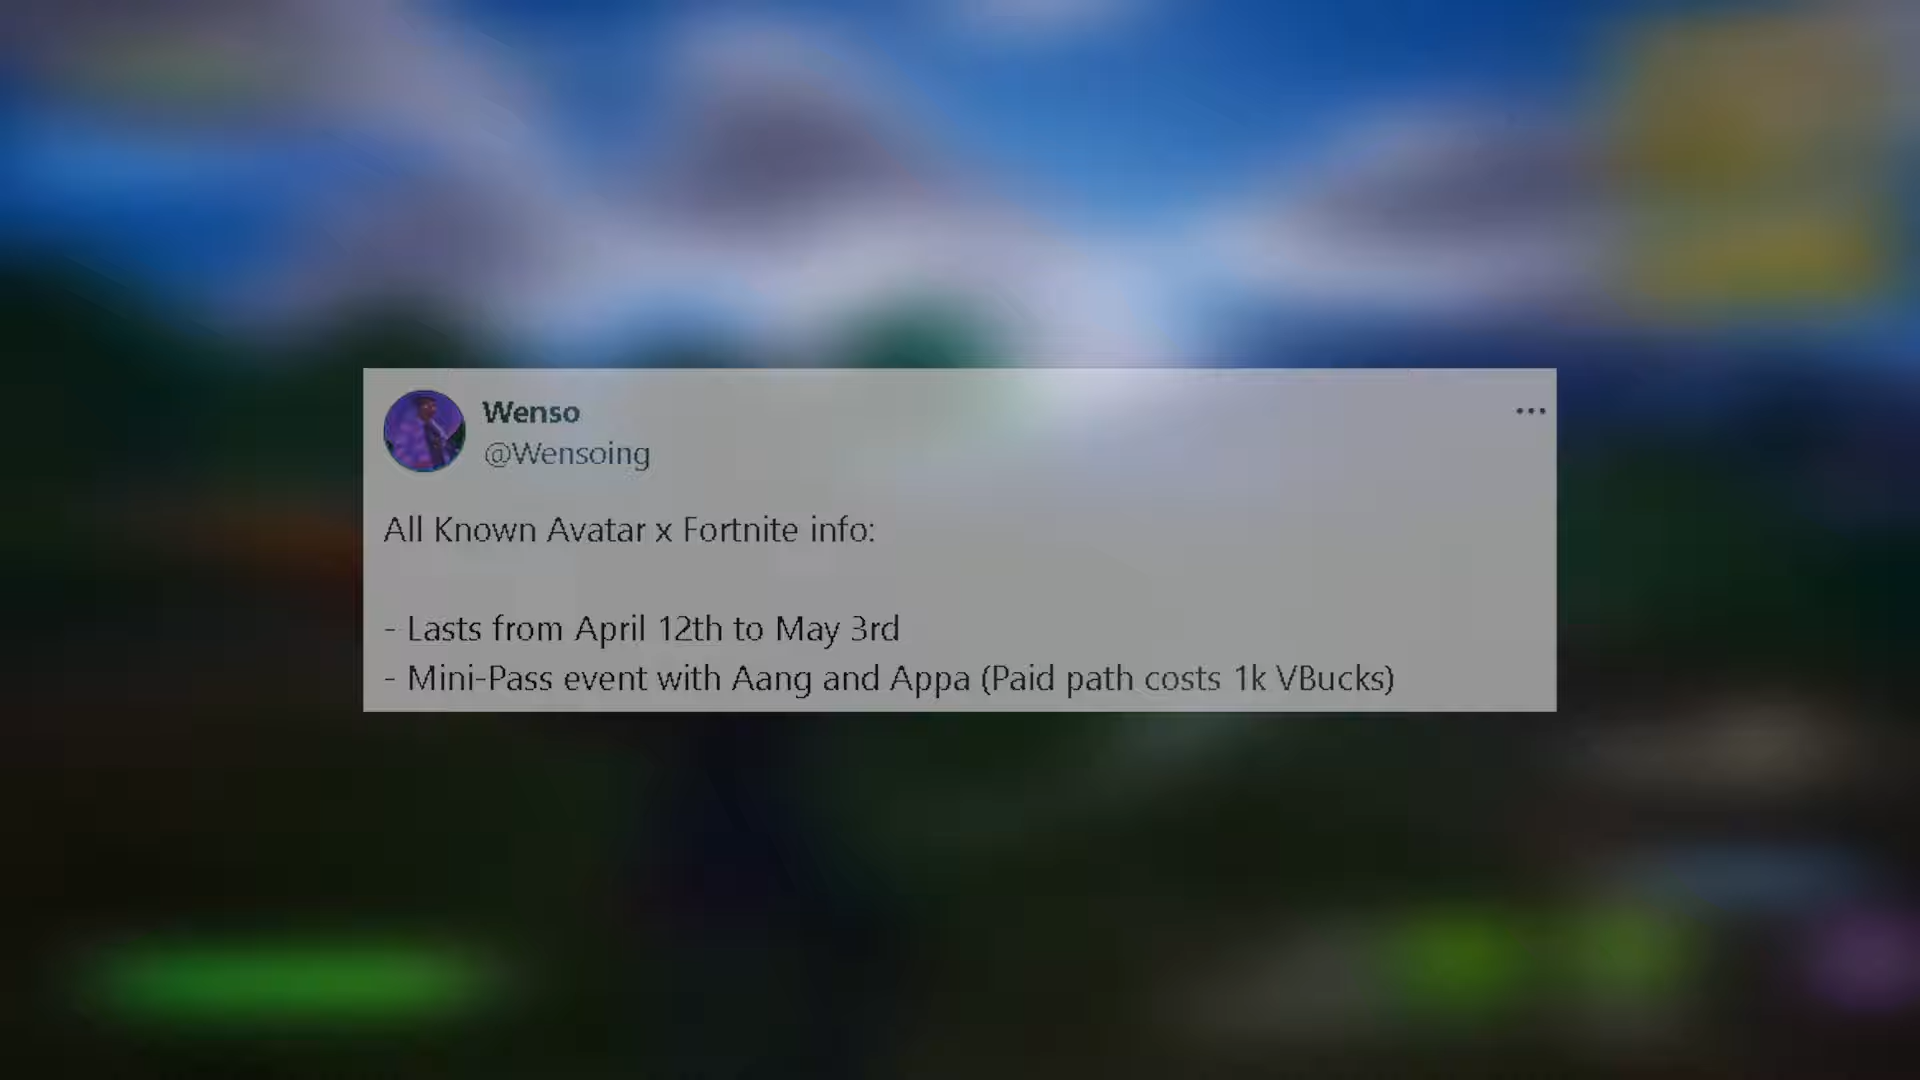 Wenso
@Wensoing
All Known Avatar x Fortnite info:
- Lasts from April 12th to May 3rd
- Mini-Pass event with Aang and Appa (Paid path costs 1k VBucks)